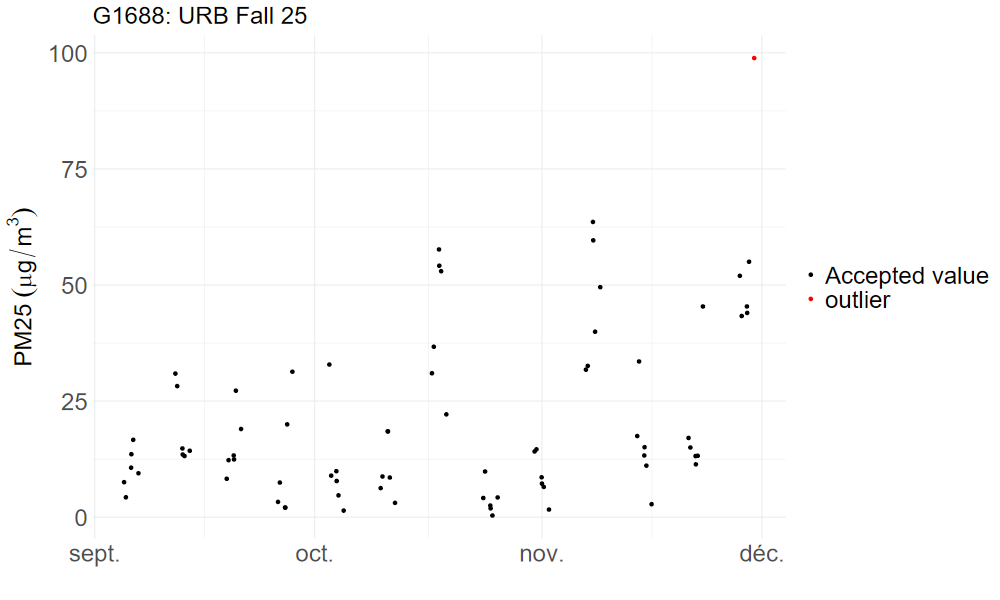 G1688: URB Fall 25
100
75
50
25
0
PM25 (μg/m³)
sept.
oct.
nov.
déc.
Accepted value
outlier